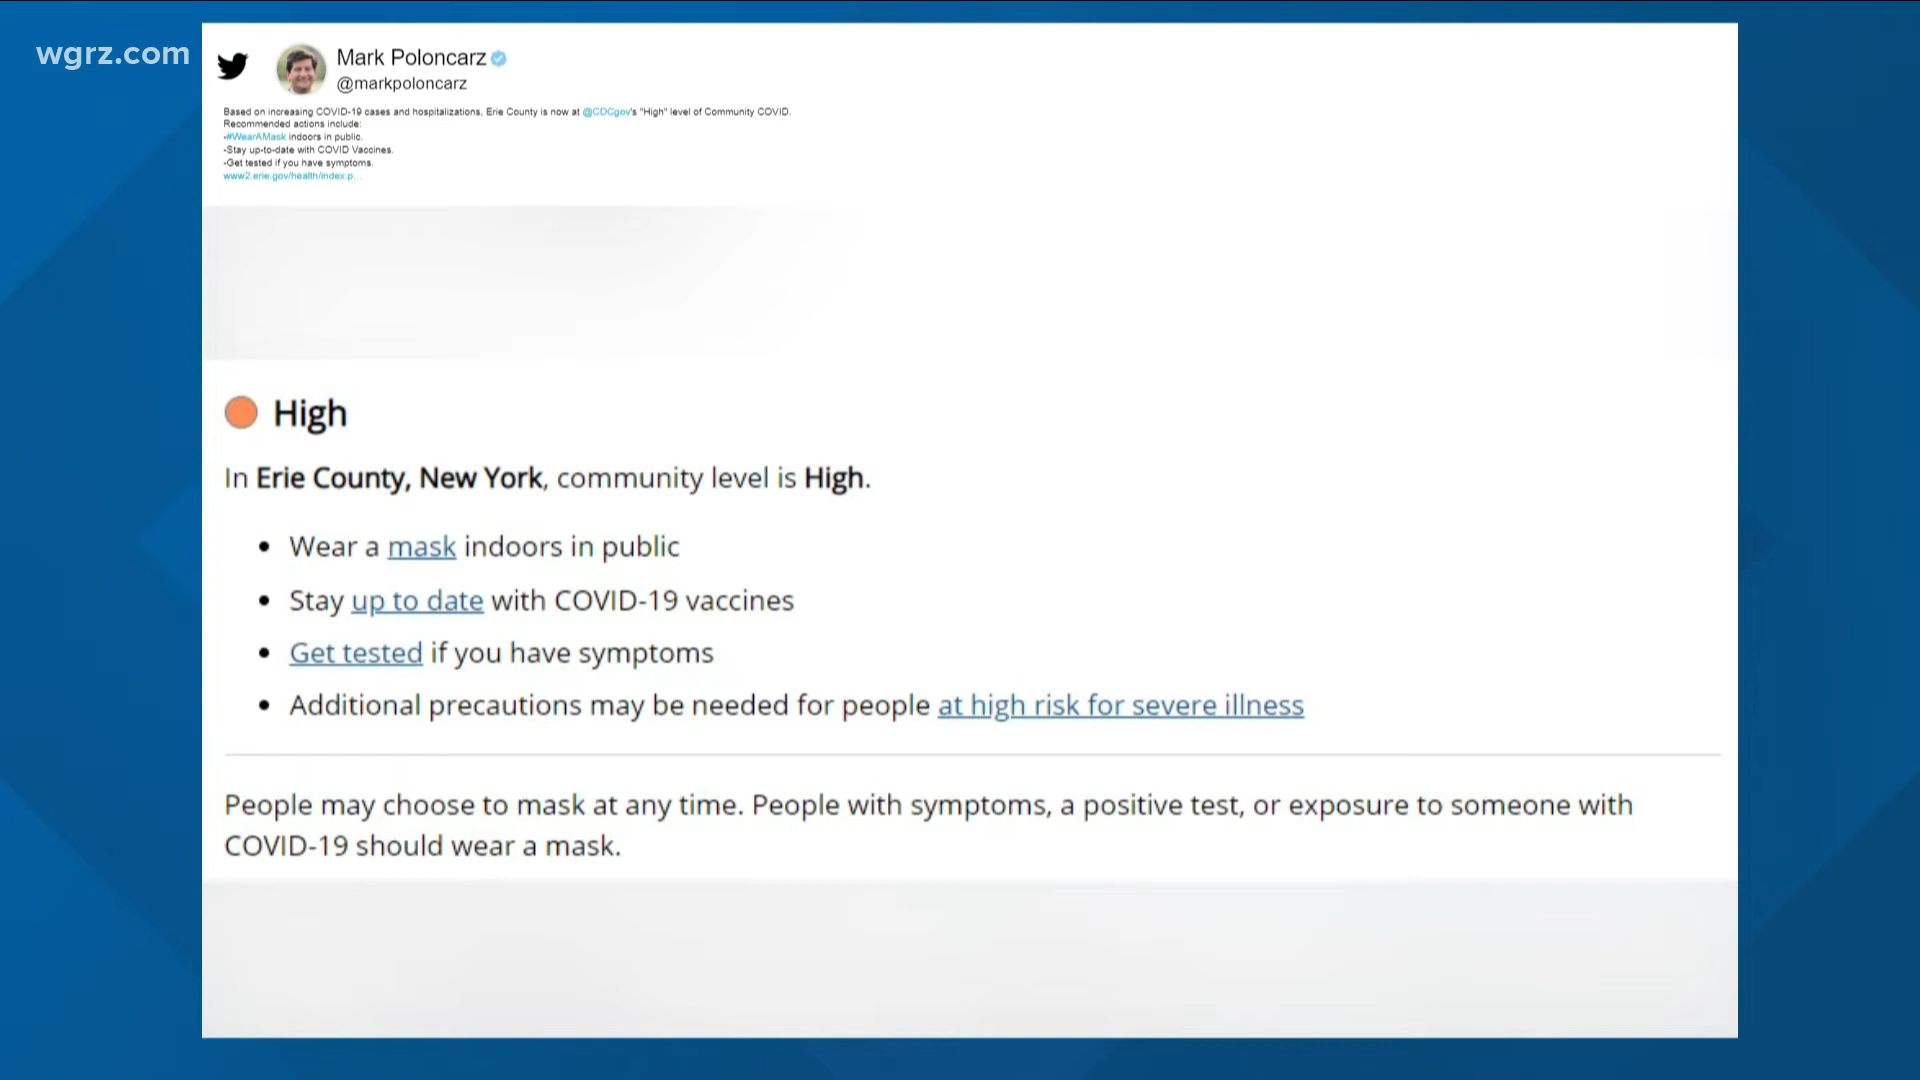 wgrz.com
Mark Poloncarz
@markpoloncarz
Based on increasing COVID-19 cases and hospitalizations, Erie County is now at @CDCgov's "High" level of Community COVID.
Recommended actions include:
-#WearAMask indoors in public.
-Stay up-to-date with COVID Vaccines.
-Get tested if you have symptoms.
www2.erie.gov/health/index.p...
High
In Erie County, New York, community level is High.
• Wear a mask indoors in public
• Stay up to date with COVID-19 vaccines
• Get tested if you have symptoms
• Additional precautions may be needed for people at high risk for severe illness
People may choose to mask at any time. People with symptoms, a positive test, or exposure to someone with
COVID-19 should wear a mask.